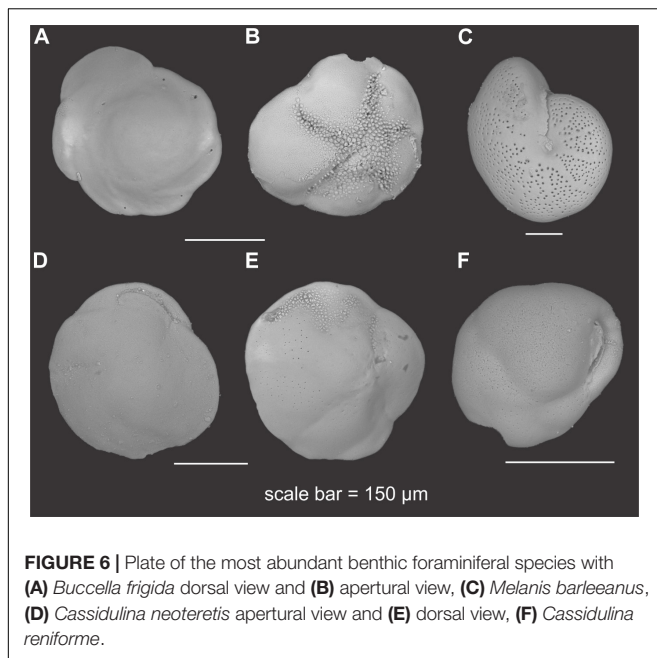 A B C
D E F
scale bar = 150 µm
FIGURE 6 | Plate of the most abundant benthic foraminiferal species with
(A) Buccella frigida dorsal view and (B) apertural view, (C) Melanis barleeanus,
(D) Cassidulina neoteretis apertural view and (E) dorsal view, (F) Cassidulina
reniforme.